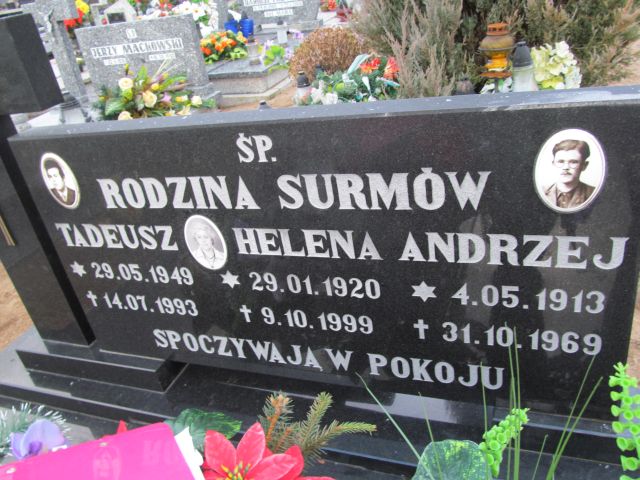 JERZY MACHOWSKI
ŚP.
RODZINA SURMÓW
TADEUSZ HELENA ANDRZEJ
✶ 29.05.1949 ✶ 29.01.1920 ✶ 4.05.1913
† 14.07.1993 † 9.10.1999 † 31.10.1969
SPOCZYWAJĄ W POKOJU